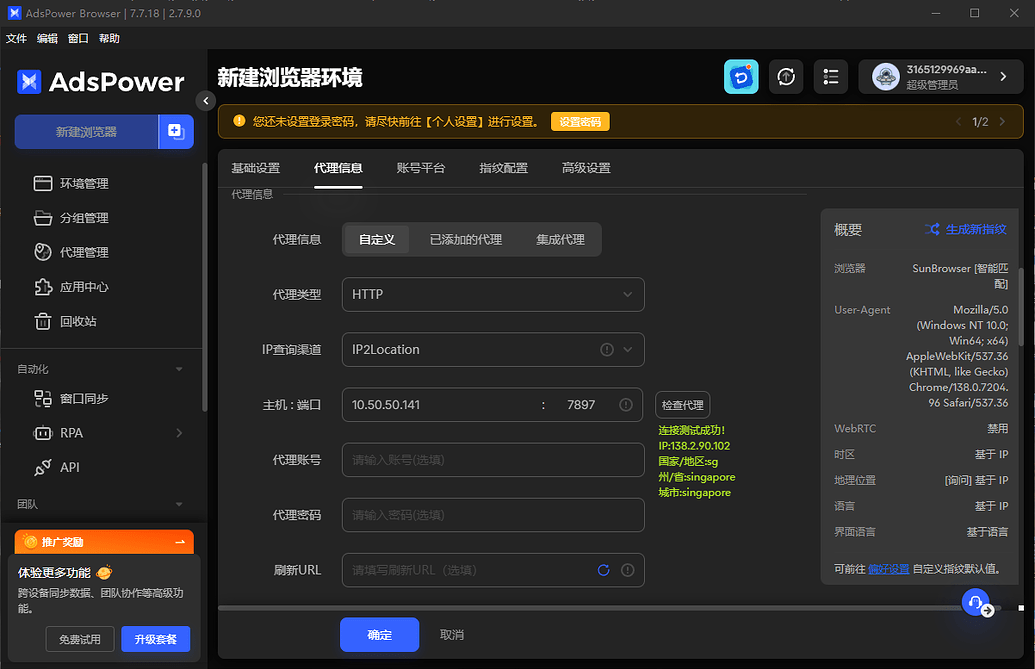 AdsPower Browser | 7.7.18 | 2.7.9.0
文件 编辑 窗口 帮助
AdsPower
新建浏览器
环境管理
分组管理
代理管理
应用中心
回收站
自动化
窗口同步
RPA
API
团队
推广奖励
体验更多功能
跨设备同步数据、团队协作等高级功
能。
免费试用 升级套餐
新建浏览器环境
3165129969aa...
超级管理员
您还未设置登录密码，请尽快前往【个人设置】进行设置。 设置密码 1/2
基础设置 代理信息 账号平台 指纹配置 高级设置
代理信息
代理信息 自定义 已添加的代理 集成代理
代理类型 HTTP
IP查询渠道 IP2Location
主机 : 端口 10.50.50.141 : 7897 检查代理
连接测试成功!
IP:138.2.90.102
国家/地区:sg
州/省:singapore
城市:singapore
代理账号 请输入账号(选填)
代理密码 请输入密码(选填)
刷新URL 请填写刷新URL（选填）
确定 取消
概要 生成新指纹
浏览器 SunBrowser [智能匹
配]
User-Agent Mozilla/5.0
(Windows NT 10.0;
Win64; x64)
AppleWebKit/537.36
(KHTML, like Gecko)
Chrome/138.0.7204.
96 Safari/537.36
WebRTC 禁用
时区 基于 IP
地理位置 [询问] 基于 IP
语言 基于 IP
界面语言 基于语言
可前往 偏好设置 自定义指纹默认值。